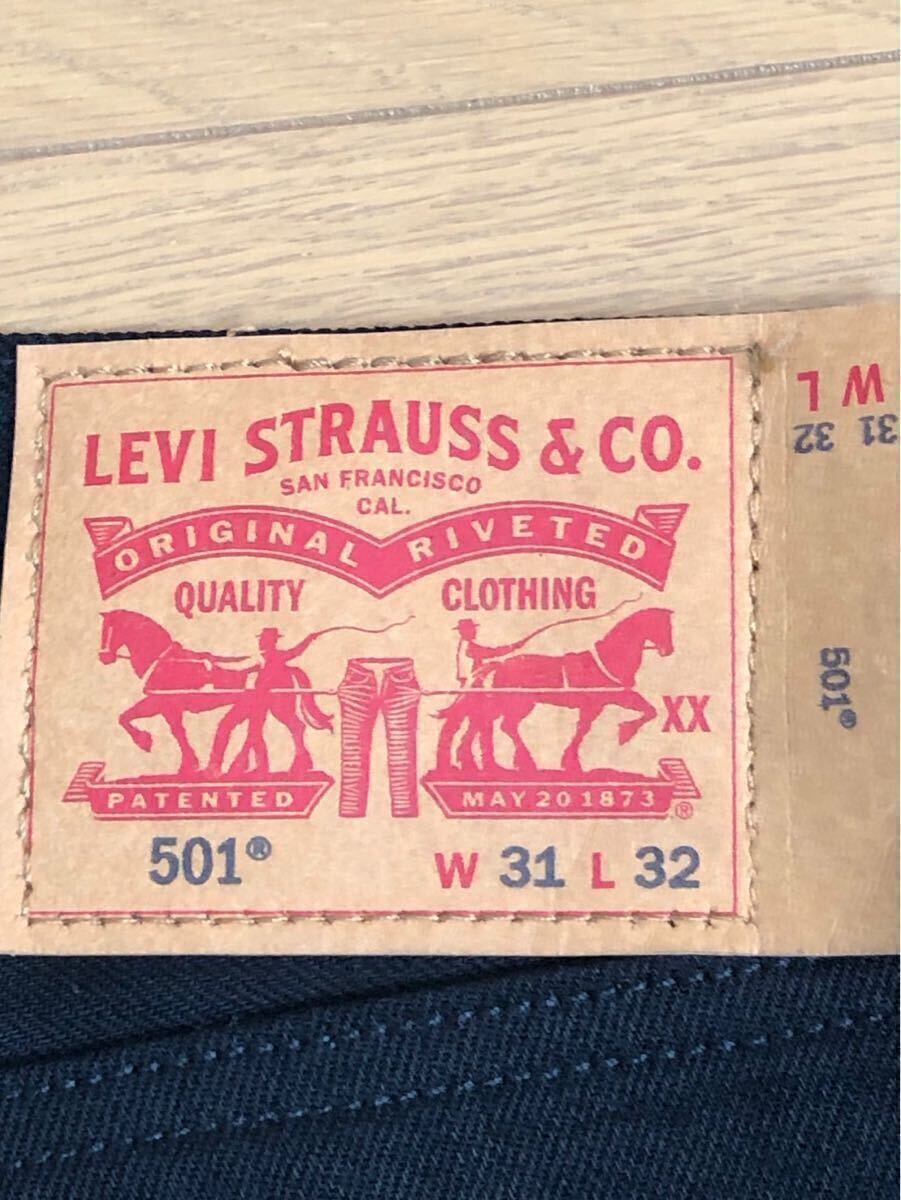 LEVI STRAUSS & CO.
SAN FRANCISCO
CAL.
ORIGINAL RIVETED
QUALITY CLOTHING
XX
PATENTED MAY 20 1873 ®
501® W 31 L 32
W L
31 32
501®